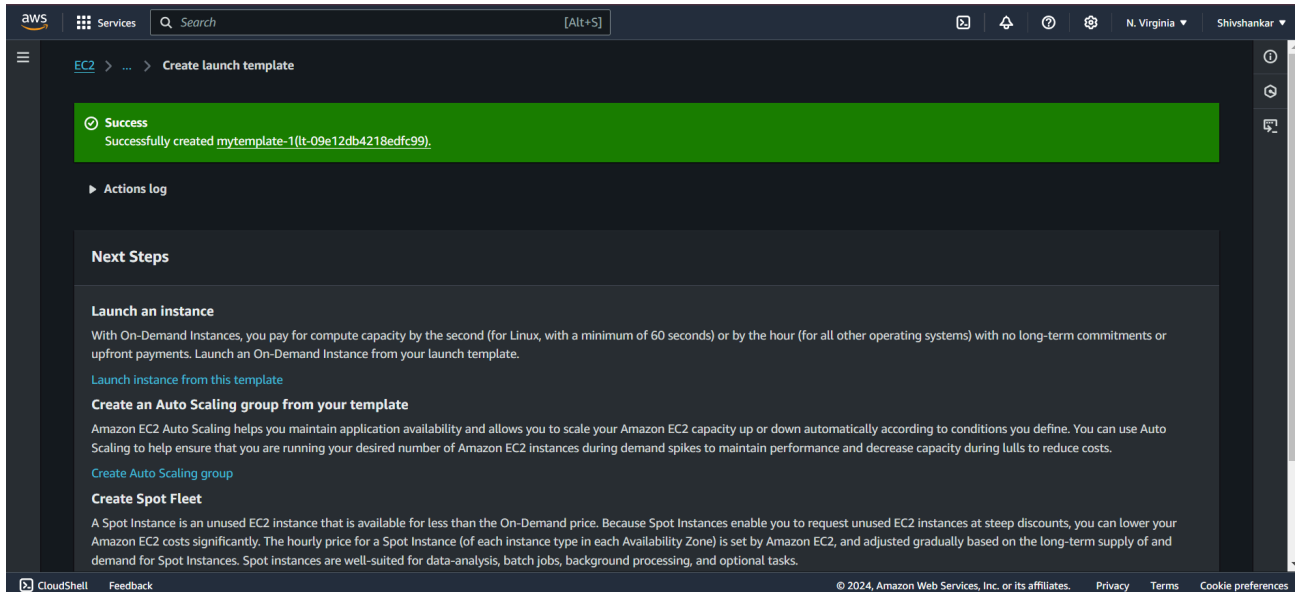 aws
Services
Search
[Alt+S]
N. Virginia
Shivshankar
EC2 > ... > Create launch template
Success
Successfully created mytemplate-1(lt-09e12db4218edfc99).
Actions log
Next Steps
Launch an instance
With On-Demand Instances, you pay for compute capacity by the second (for Linux, with a minimum of 60 seconds) or by the hour (for all other operating systems) with no long-term commitments or
upfront payments. Launch an On-Demand Instance from your launch template.
Launch instance from this template
Create an Auto Scaling group from your template
Amazon EC2 Auto Scaling helps you maintain application availability and allows you to scale your Amazon EC2 capacity up or down automatically according to conditions you define. You can use Auto
Scaling to help ensure that you are running your desired number of Amazon EC2 instances during demand spikes to maintain performance and decrease capacity during lulls to reduce costs.
Create Auto Scaling group
Create Spot Fleet
A Spot Instance is an unused EC2 instance that is available for less than the On-Demand price. Because Spot Instances enable you to request unused EC2 instances at steep discounts, you can lower your
Amazon EC2 costs significantly. The hourly price for a Spot Instance (of each instance type in each Availability Zone) is set by Amazon EC2, and adjusted gradually based on the long-term supply of and
demand for Spot Instances. Spot instances are well-suited for data-analysis, batch jobs, background processing, and optional tasks.
CloudShell
Feedback
© 2024, Amazon Web Services, Inc. or its affiliates.
Privacy
Terms
Cookie preferences